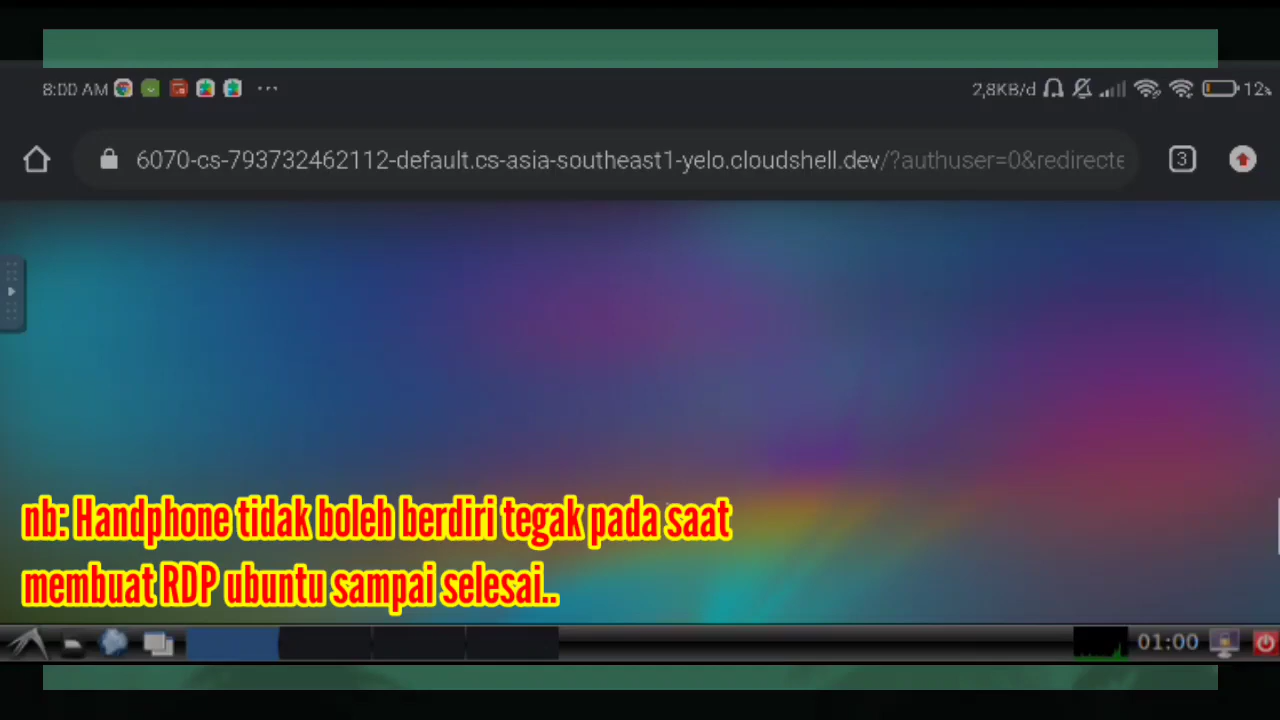 8:00 AM ... 2,8KB/d 12%
6070-cs-793732462112-default.cs-asia-southeast1-yelo.cloudshell.dev/?authuser=0&redirecte 3
nb: Handphone tidak boleh berdiri tegak pada saat
membuat RDP ubuntu sampai selesai..
01:00